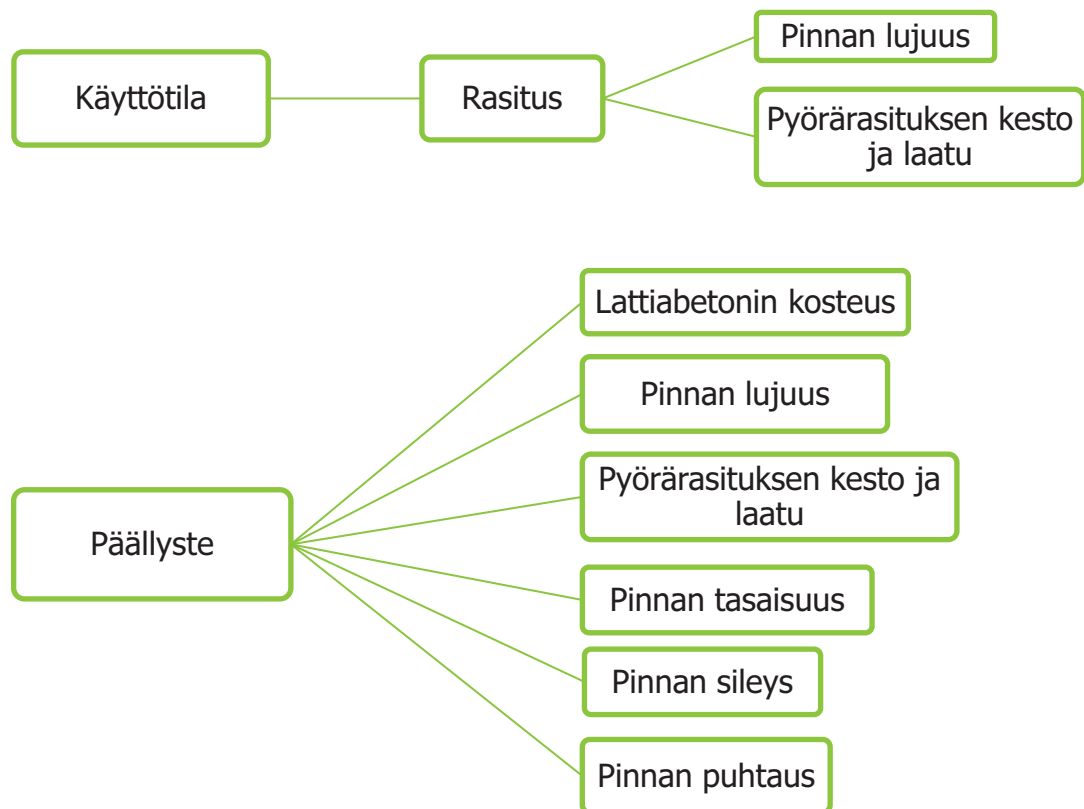 Käyttötila
Rasitus
Pinnan lujuus
Pyörärasituksen kesto
ja laatu
Päällyste
Lattiabetonin kosteus
Pinnan lujuus
Pyörärasituksen kesto ja
laatu
Pinnan tasaisuus
Pinnan sileys
Pinnan puhtaus